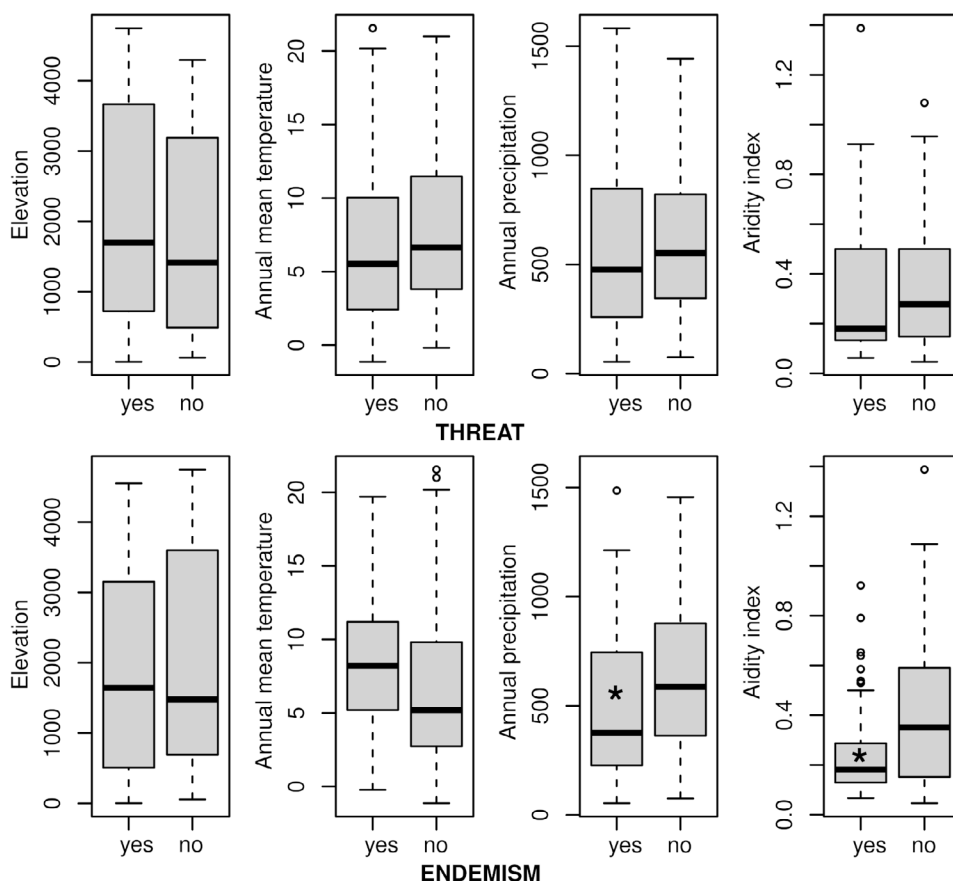 Elevation
0
1000
2000
3000
4000
yes
no
Annual mean temperature
0
5
10
15
20
yes
no
Annual precipitation
0
500
1000
1500
yes
no
Aridity index
0.0
0.4
0.8
1.2
yes
no
THREAT
Elevation
0
1000
2000
3000
4000
yes
no
Annual mean temperature
0
5
10
15
20
yes
no
Annual precipitation
0
500
1000
1500
*
yes
no
Aidity index
0.0
0.4
0.8
1.2
*
yes
no
ENDEMISM